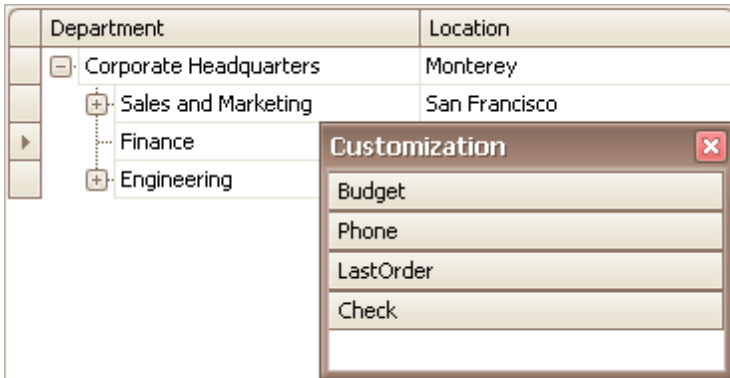 Department Location
Corporate Headquarters Monterey
Sales and Marketing San Francisco
Finance
Engineering
Customization
Budget
Phone
LastOrder
Check